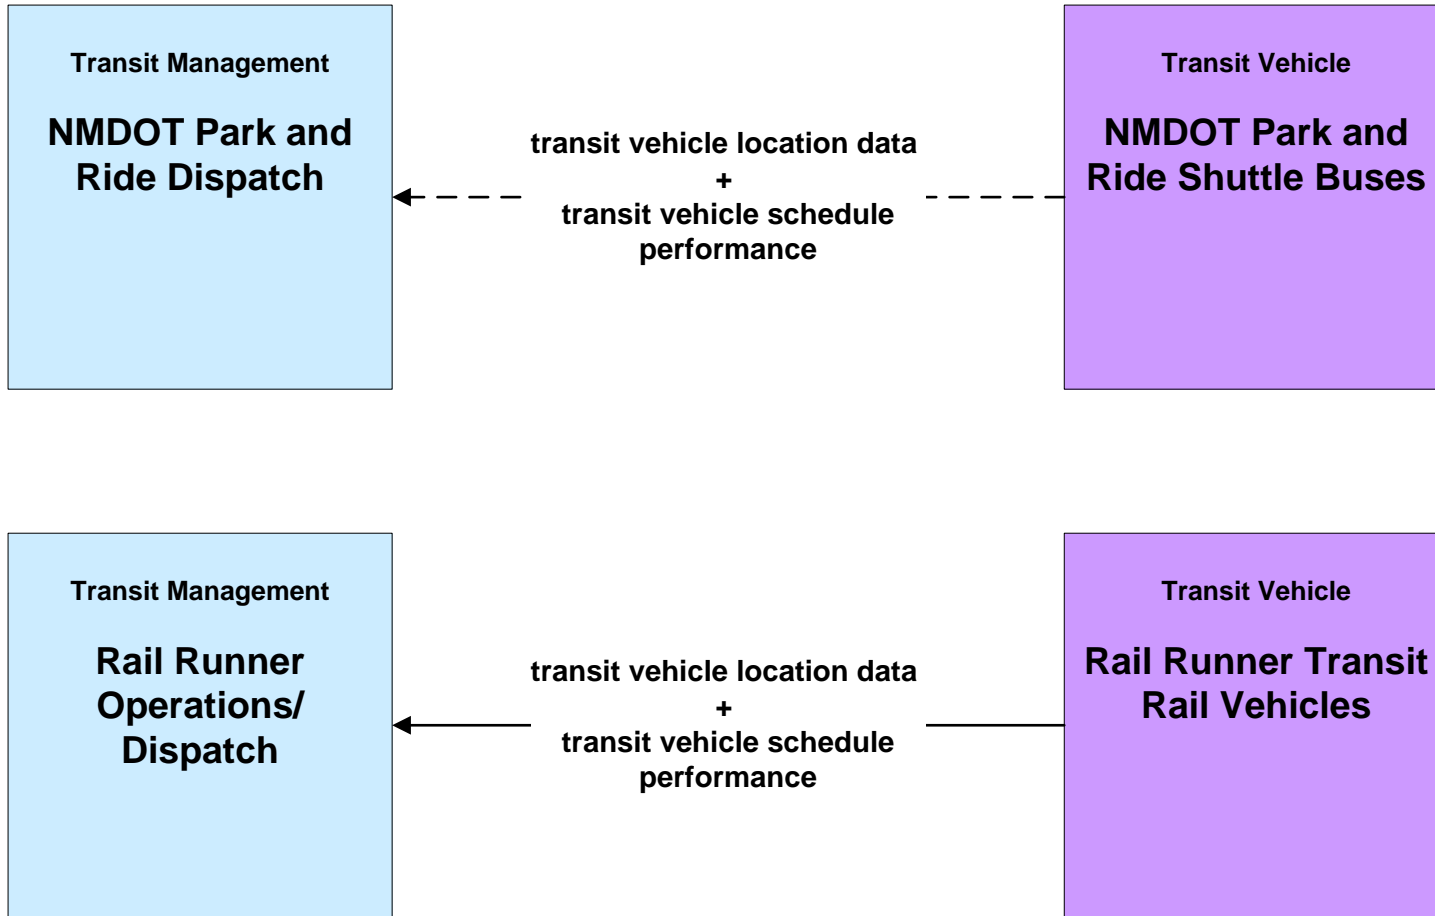 Transit Management
NMDOT Park and
Ride Dispatch
transit vehicle location data
+
transit vehicle schedule
performance
Transit Vehicle
NMDOT Park and
Ride Shuttle Buses
Transit Management
Rail Runner
Operations/
Dispatch
transit vehicle location data
+
transit vehicle schedule
performance
Transit Vehicle
Rail Runner Transit
Rail Vehicles